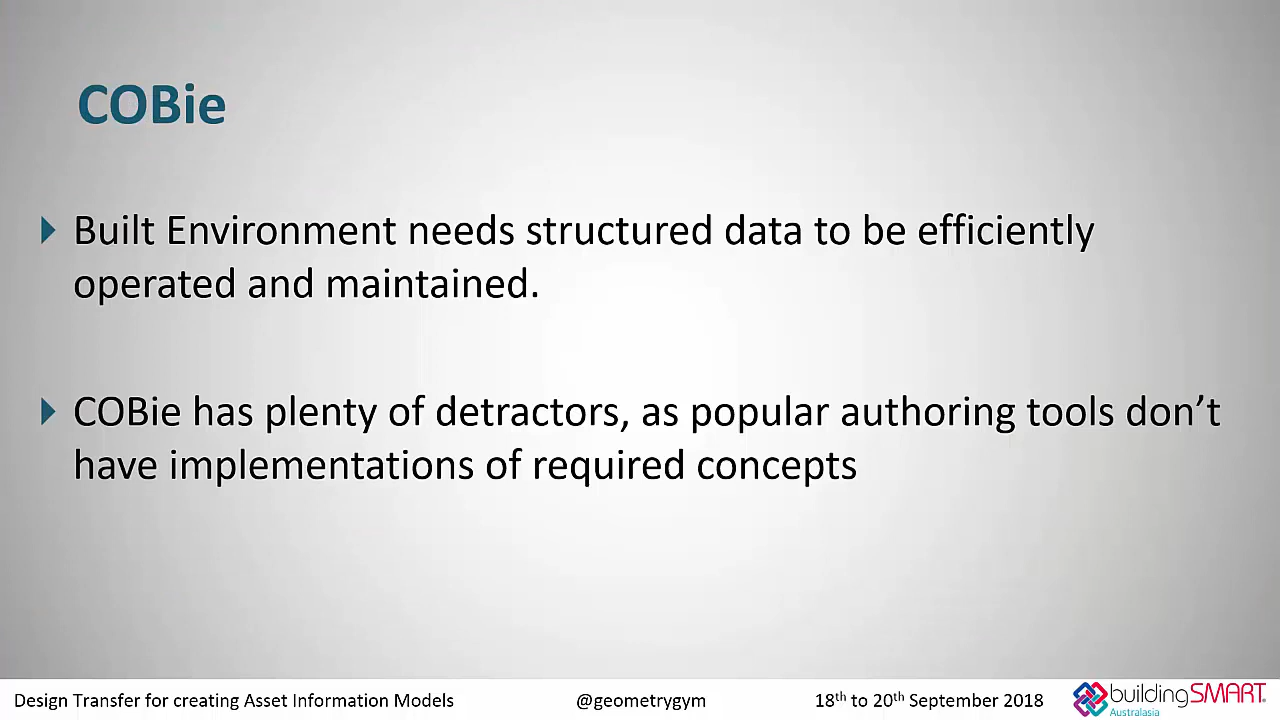 COBie
Built Environment needs structured data to be efficiently
operated and maintained.
COBie has plenty of detractors, as popular authoring tools don’t
have implementations of required concepts
Design Transfer for creating Asset Information Models
@geometrygym
18th to 20th September 2018
buildingSMART®
Australasia